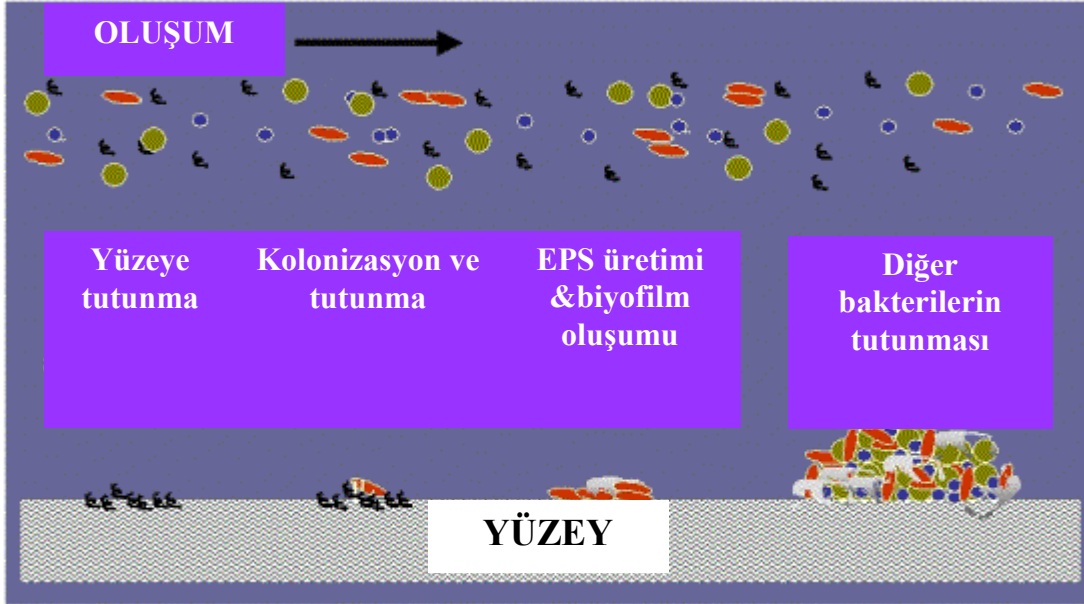 OLUŞUM
Yüzeye
tutunma
Kolonizasyon ve
tutunma
EPS üretimi
&biyofilm
oluşumu
Diğer
bakterilerin
tutunması
YÜZEY